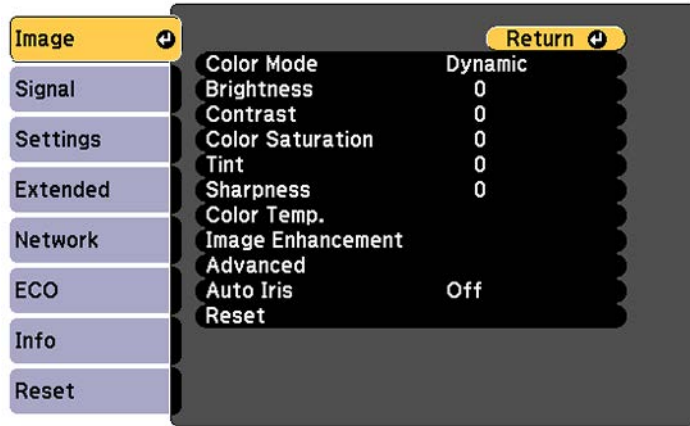 Image
Signal
Settings
Extended
Network
ECO
Info
Reset
Return
Color Mode Dynamic
Brightness 0
Contrast 0
Color Saturation 0
Tint 0
Sharpness 0
Color Temp.
Image Enhancement
Advanced
Auto Iris Off
Reset